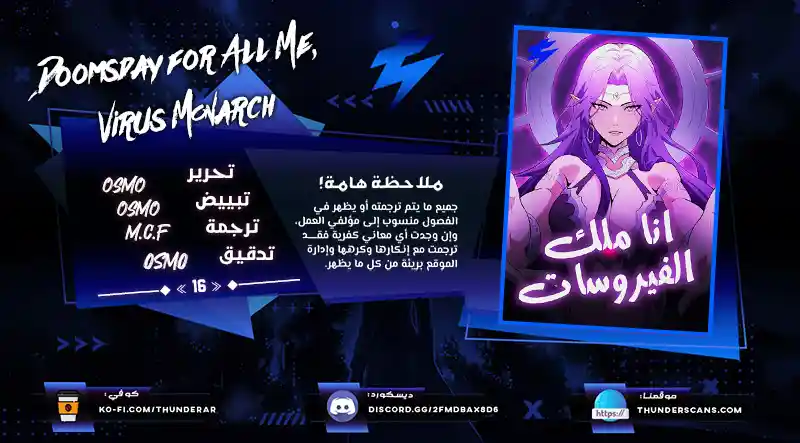 DOOMSDAY FOR ALL ME,
VIRUS MONARCH
تحرير OSMO
تبييض OSMO
ترجمة M.C.F
تدقيق OSMO
« 16 »
ملاحظة هامة!
جميع ما يتم ترجمته أو يظهر في
الفصول منسوب إلى مؤلفي العمل،
وإن وجدت أي معاني كفرية فقد
ترجمت مع إنكارها وكرهها وإدارة
الموقع بريئة من كل ما يظهر.
انا ملك
الفيروسات
كوفي:
KO-FI.COM/THUNDERAR
ديسكورد:
DISCORD.GG/2FMDBAX8D6
موقعنا:
https://
THUNDERSCANS.COM